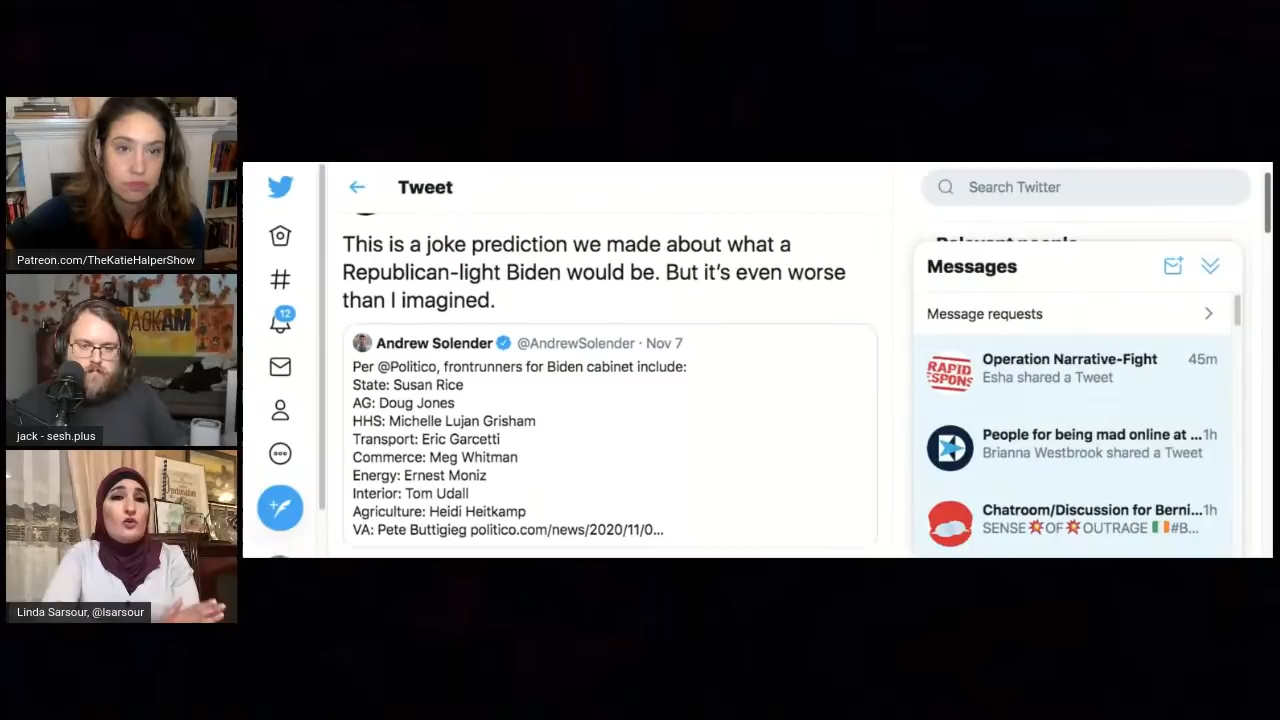 Patreon.com/TheKatieHalperShow
JACKAM
jack - sesh.plus
Linda Sarsour, @lsarsour
12
Tweet
This is a joke prediction we made about what a
Republican-light Biden would be. But it's even worse
than I imagined.
Andrew Solender @AndrewSolender · Nov 7
Per @Politico, frontrunners for Biden cabinet include:
State: Susan Rice
AG: Doug Jones
HHS: Michelle Lujan Grisham
Transport: Eric Garcetti
Commerce: Meg Whitman
Energy: Ernest Moniz
Interior: Tom Udall
Agriculture: Heidi Heitkamp
VA: Pete Buttigieg politico.com/news/2020/11/0...
Search Twitter
Relevant people
Messages
Message requests
RAPID
ESPONS
Operation Narrative-Fight 45m
Esha shared a Tweet
People for being mad online at ... 1h
Brianna Westbrook shared a Tweet
Chatroom/Discussion for Berni... 1h
SENSE💥OF💥OUTRAGE 🇮🇪#B...